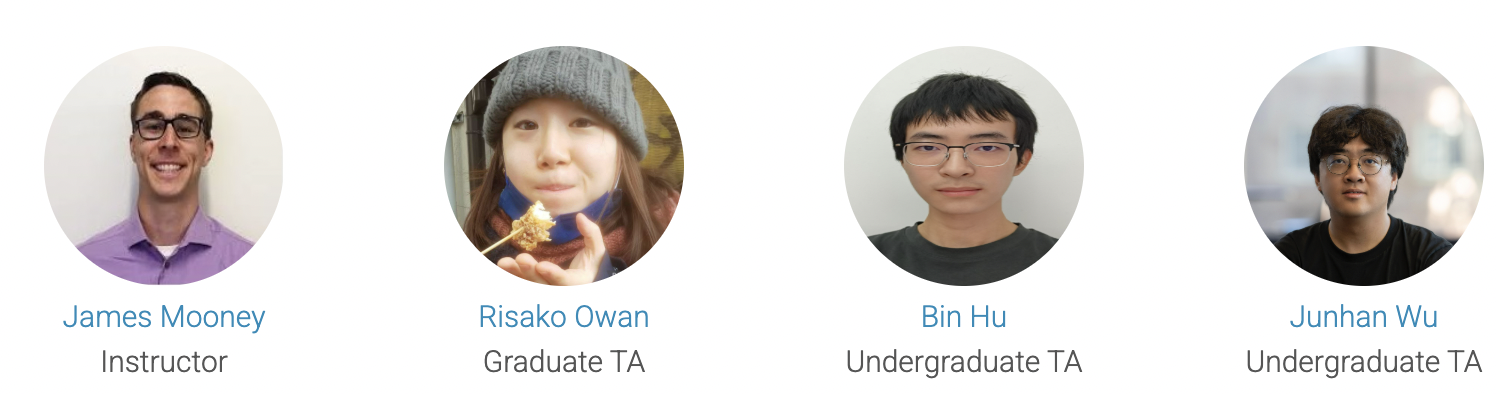 James Mooney
Instructor
Risako Owan
Graduate TA
Bin Hu
Undergraduate TA
Junhan Wu
Undergraduate TA